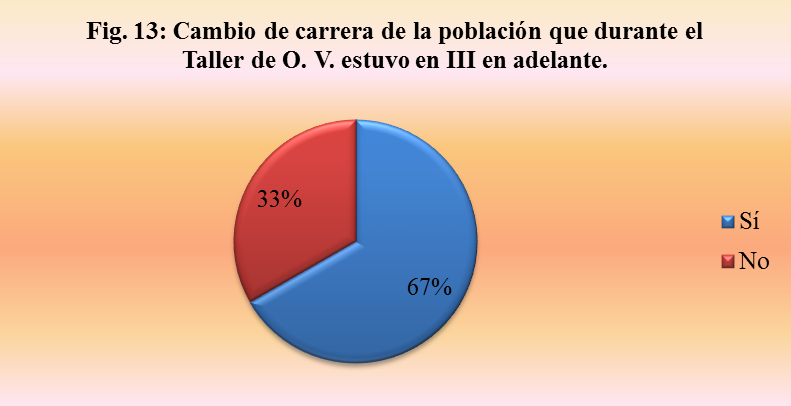 Fig. 13: Cambio de carrera de la población que durante el
Taller de O. V. estuvo en III en adelante.
33%
67%
Sí
No